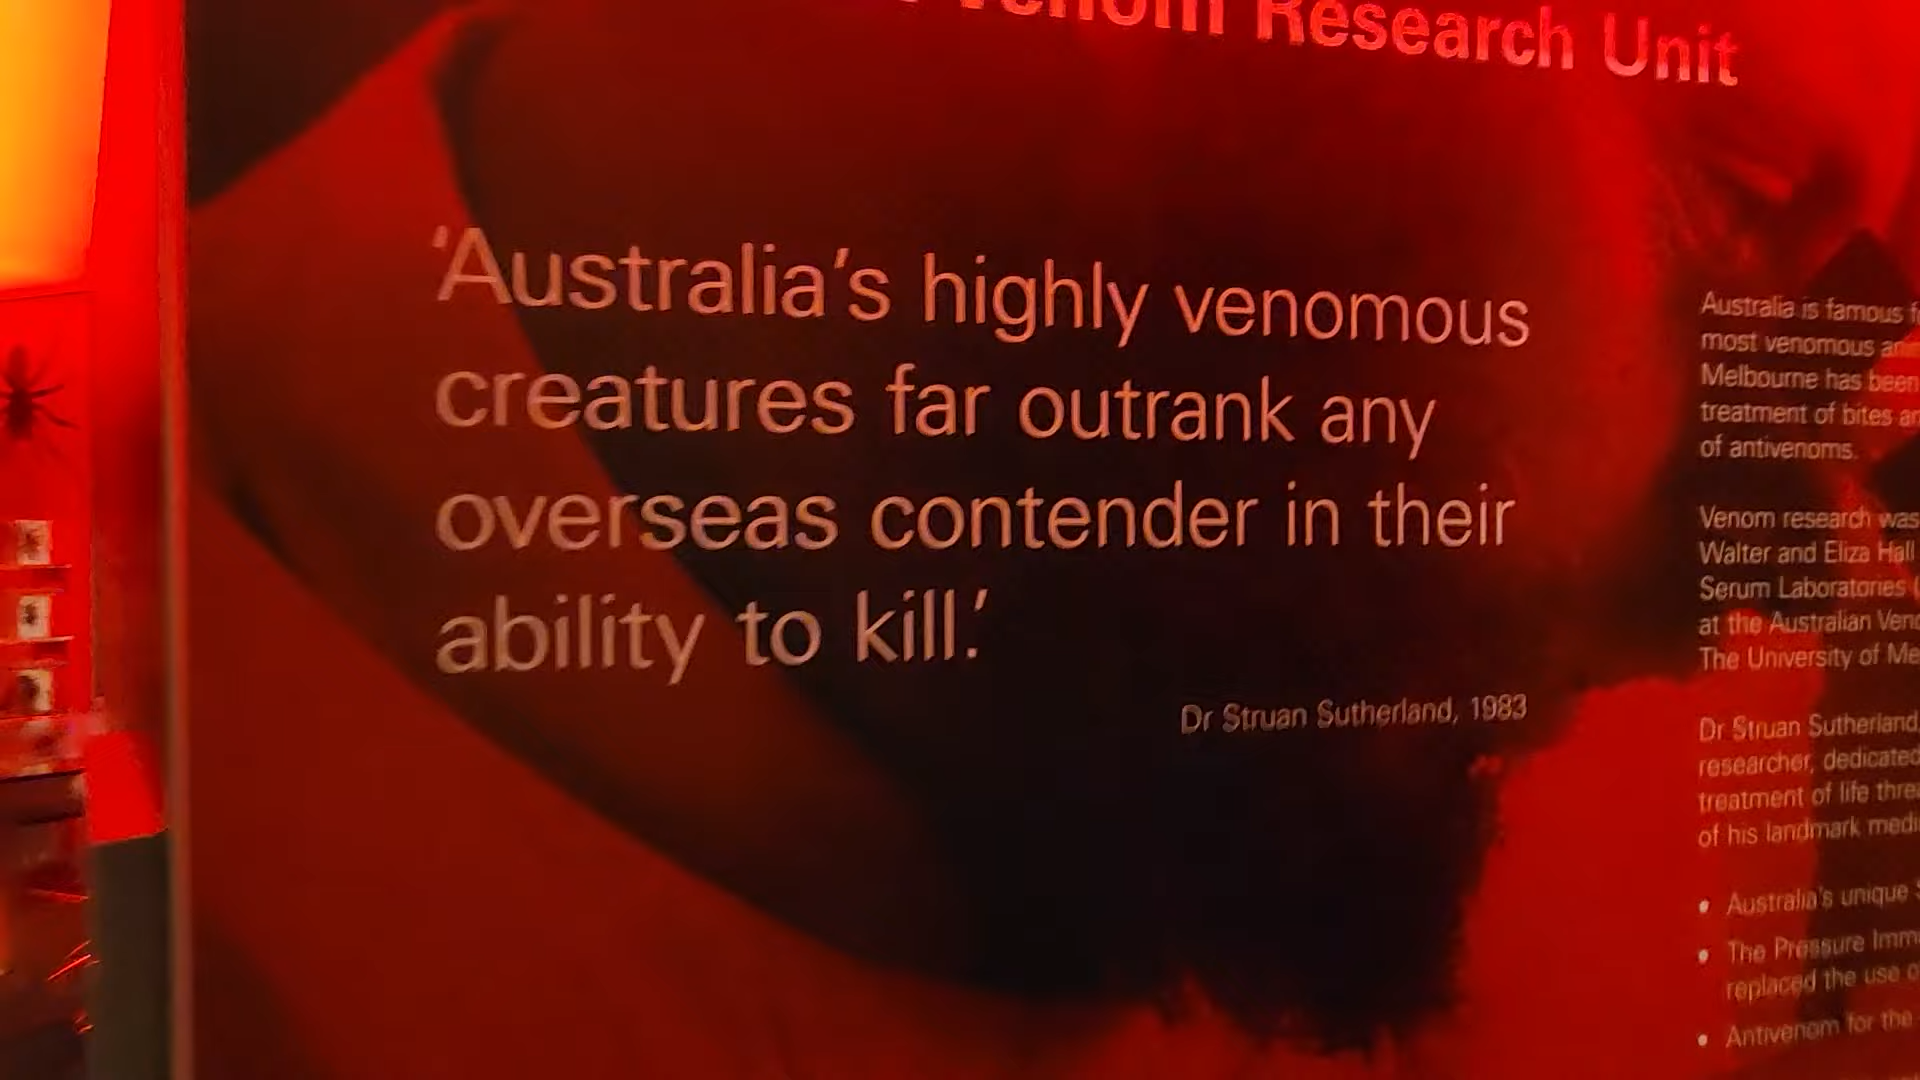 Venom Research Unit
‘Australia’s highly venomous
creatures far outrank any
overseas contender in their
ability to kill.’
Dr Struan Sutherland, 1983
Australia is famous
most venomous
Melbourne has been
treatment of bites
of antivenoms.
Venom research was
Walter and Eliza Hall
Serum Laboratories (
at the Australian
The University of
Dr Struan Sutherland,
researcher, dedicated
treatment of life
of his landmark
• Australia’s unique
• The Pressure
replaced the use
• Antivenom for the